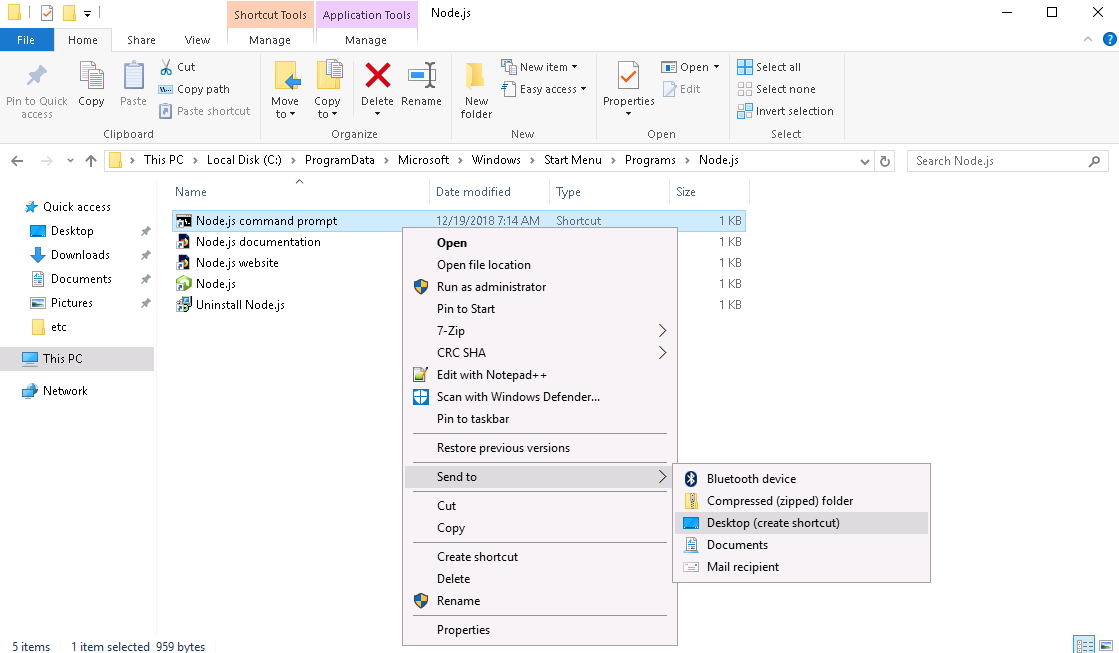 Shortcut Tools
Application Tools
Node.js
File
Home
Share
View
Manage
Manage
Pin to Quick access
Copy
Paste
Cut
Copy path
Paste shortcut
Clipboard
Move to
Copy to
Delete
Rename
Organize
New folder
New item
Easy access
New
Properties
Open
Edit
Open
Select all
Select none
Invert selection
Select
This PC
Local Disk (C:)
ProgramData
Microsoft
Windows
Start Menu
Programs
Node.js
Search Node.js
Name
Date modified
Type
Size
Quick access
Desktop
Downloads
Documents
Pictures
etc
This PC
Network
Node.js command prompt 12/19/2018 7:14 AM Shortcut 1 KB
Node.js documentation 1 KB
Node.js website 1 KB
Node.js 1 KB
Uninstall Node.js 1 KB
Open
Open file location
Run as administrator
Pin to Start
7-Zip
CRC SHA
Edit with Notepad++
Scan with Windows Defender...
Pin to taskbar
Restore previous versions
Send to
Cut
Copy
Create shortcut
Delete
Rename
Properties
Bluetooth device
Compressed (zipped) folder
Desktop (create shortcut)
Documents
Mail recipient
5 items 1 item selected 959 bytes